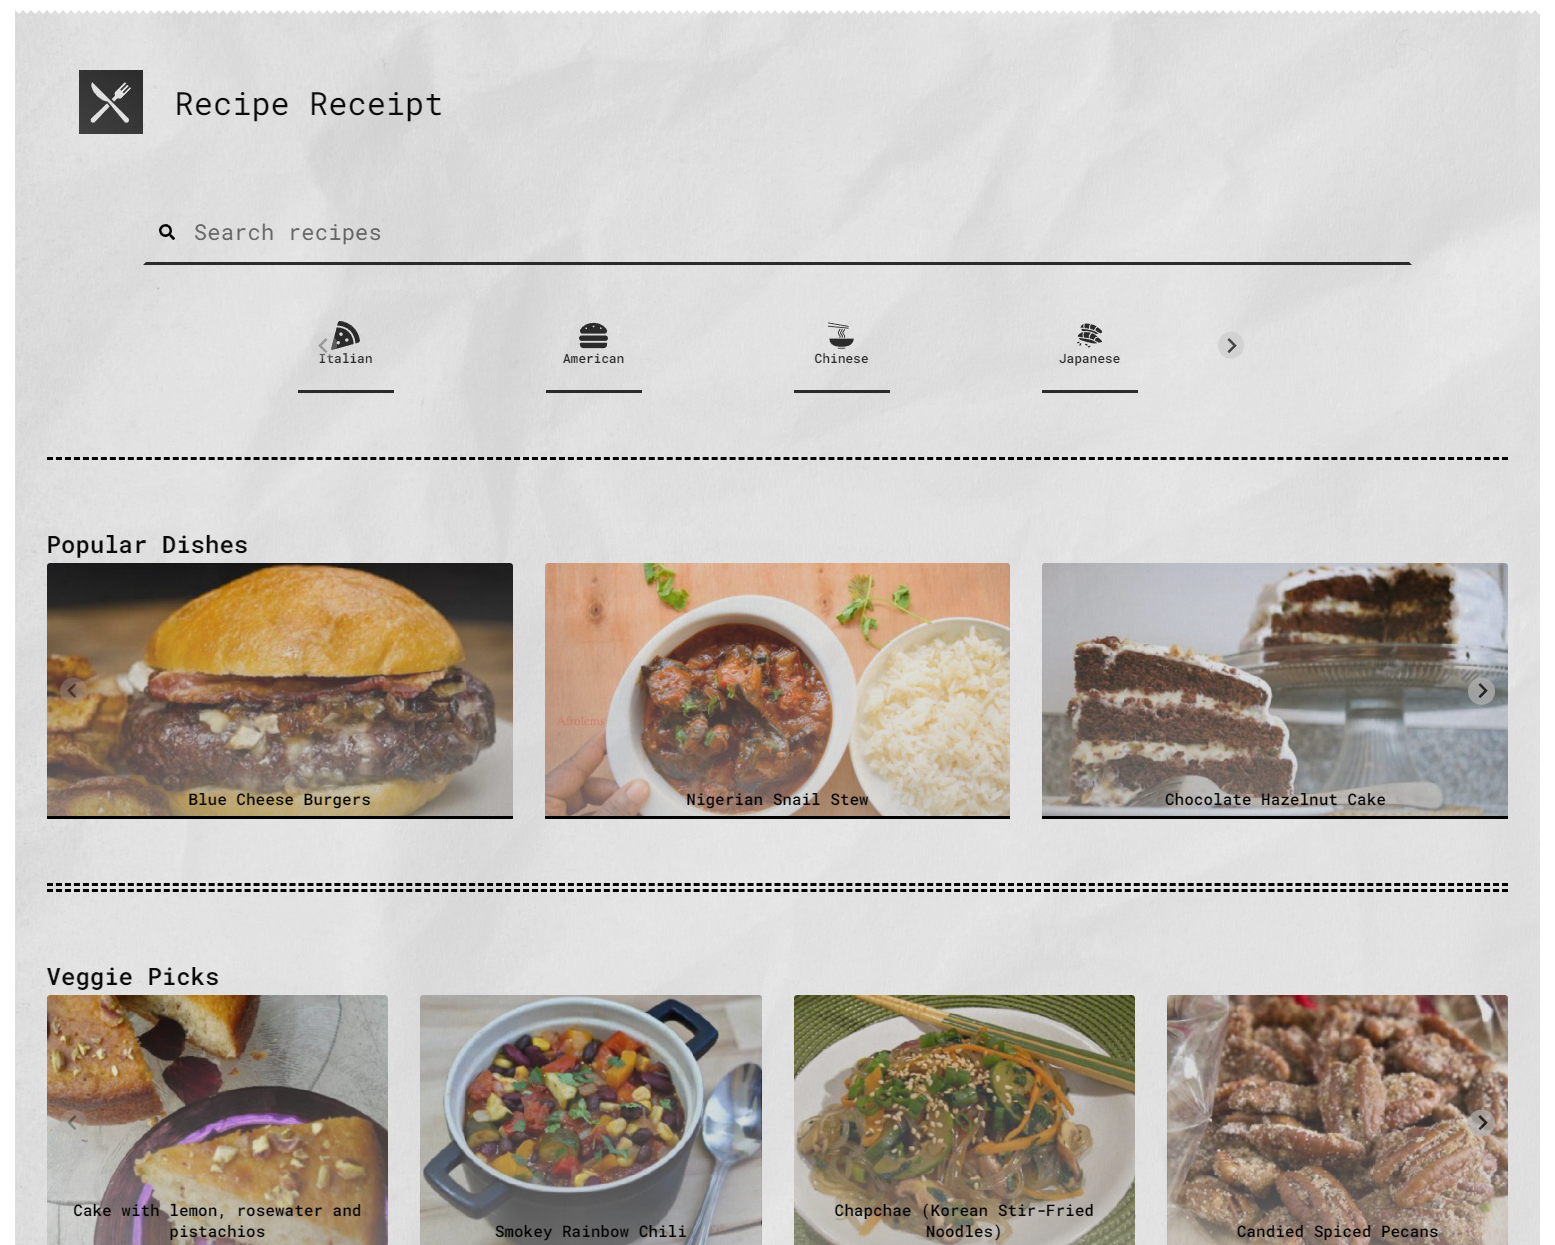 Recipe Receipt
Search recipes
Italian
American
Chinese
Japanese
Popular Dishes
Afrolems
Blue Cheese Burgers
Nigerian Snail Stew
Chocolate Hazelnut Cake
Veggie Picks
Cake with lemon, rosewater and
pistachios
Smokey Rainbow Chili
Chapchae (Korean Stir-Fried
Noodles)
Candied Spiced Pecans